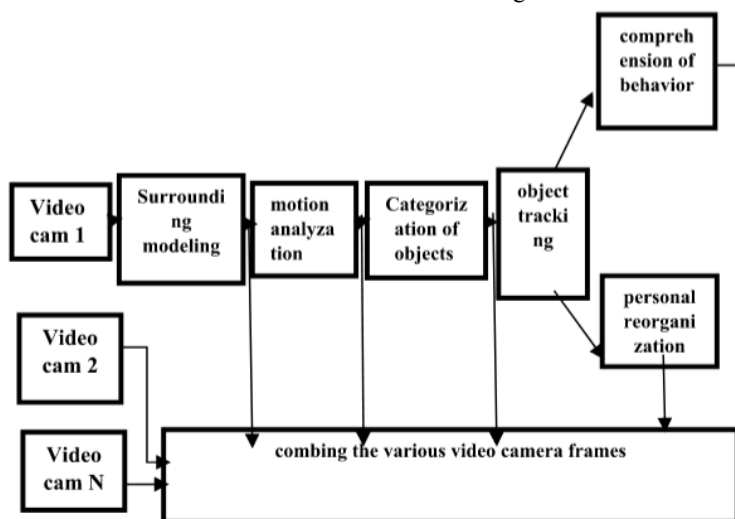 compreh
ension of
behavior
Video
cam 1
Surroundi
ng
modeling
motion
analyza
tion
Categoriz
ation of
objects
object
tracki
ng
personal
reorgani
zation
Video
cam 2
Video
cam N
combing the various video camera frames